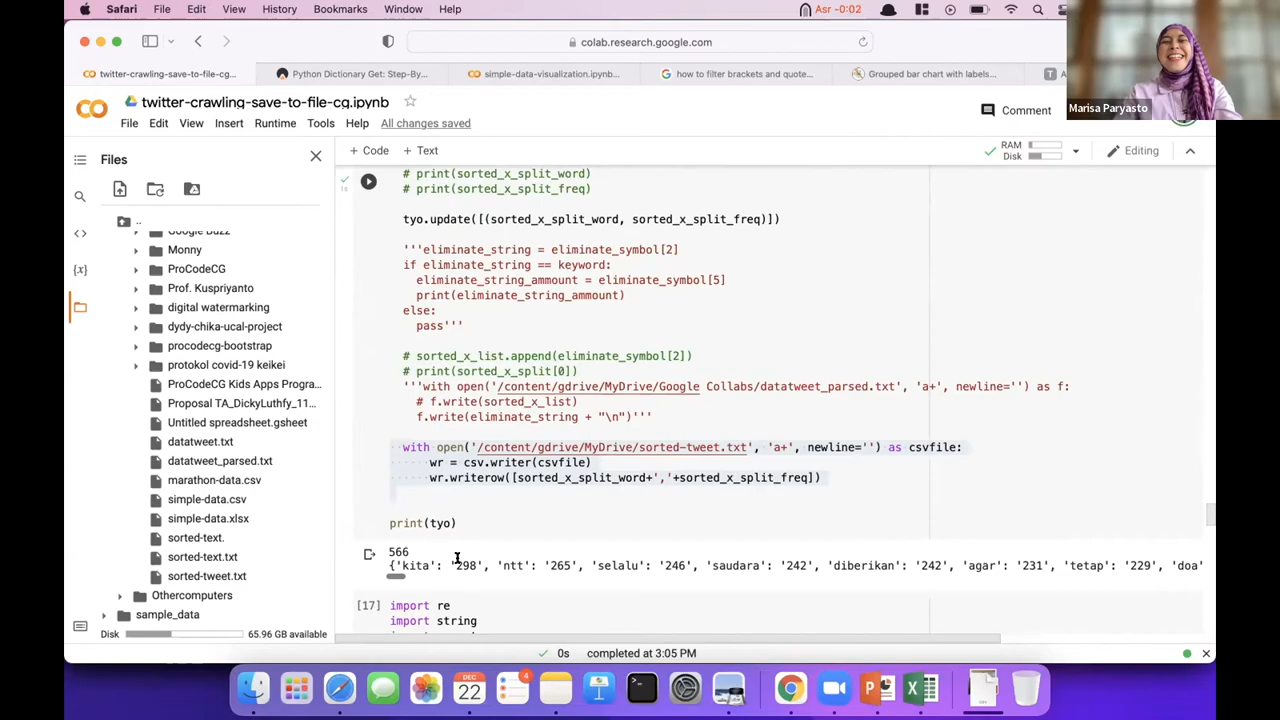 Safari File Edit View History Bookmarks Window Help Asr -0:02
colab.research.google.com
twitter-crawling-save-to-file-cg... Python Dictionary Get: Step-By... simple-data-visualization.ipynb... how to filter brackets and quote... Grouped bar chart with labels... T
twitter-crawling-save-to-file-cg.ipynb
File Edit View Insert Runtime Tools Help All changes saved
Comment
Marisa Paryasto
Files
+ Code + Text
RAM
Disk
Editing
..
Google Buzz
Monny
ProCodeCG
Prof. Kuspriyanto
digital watermarking
dydy-chika-ucal-project
procodecg-bootstrap
protokol covid-19 keikei
ProCodeCG Kids Apps Progra...
Proposal TA_DickyLuthfy_11...
Untitled spreadsheet.gsheet
datatweet.txt
datatweet_parsed.txt
marathon-data.csv
simple-data.csv
simple-data.xlsx
sorted-text.
sorted-text.txt
sorted-tweet.txt
Othercomputers
sample_data
Disk 65.96 GB available
# print(sorted_x_split_word)
# print(sorted_x_split_freq)
tyo.update([(sorted_x_split_word, sorted_x_split_freq)])
'''eliminate_string = eliminate_symbol[2]
if eliminate_string == keyword:
eliminate_string_ammount = eliminate_symbol[5]
print(eliminate_string_ammount)
else:
pass'''
# sorted_x_list.append(eliminate_symbol[2])
# print(sorted_x_split[0])
'''with open('/content/gdrive/MyDrive/Google Collabs/datatweet_parsed.txt', 'a+', newline='') as f:
# f.write(sorted_x_list)
f.write(eliminate_string + "\n")'''
with open('/content/gdrive/MyDrive/sorted-tweet.txt', 'a+', newline='') as csvfile:
wr = csv.writer(csvfile)
wr.writerow([sorted_x_split_word+','+sorted_x_split_freq])
print(tyo)
566
{'kita': '298', 'ntt': '265', 'selalu': '246', 'saudara': '242', 'diberikan': '242', 'agar': '231', 'tetap': '229', 'doa'
[17] import re
import string
0s completed at 3:05 PM
DEC
22
4